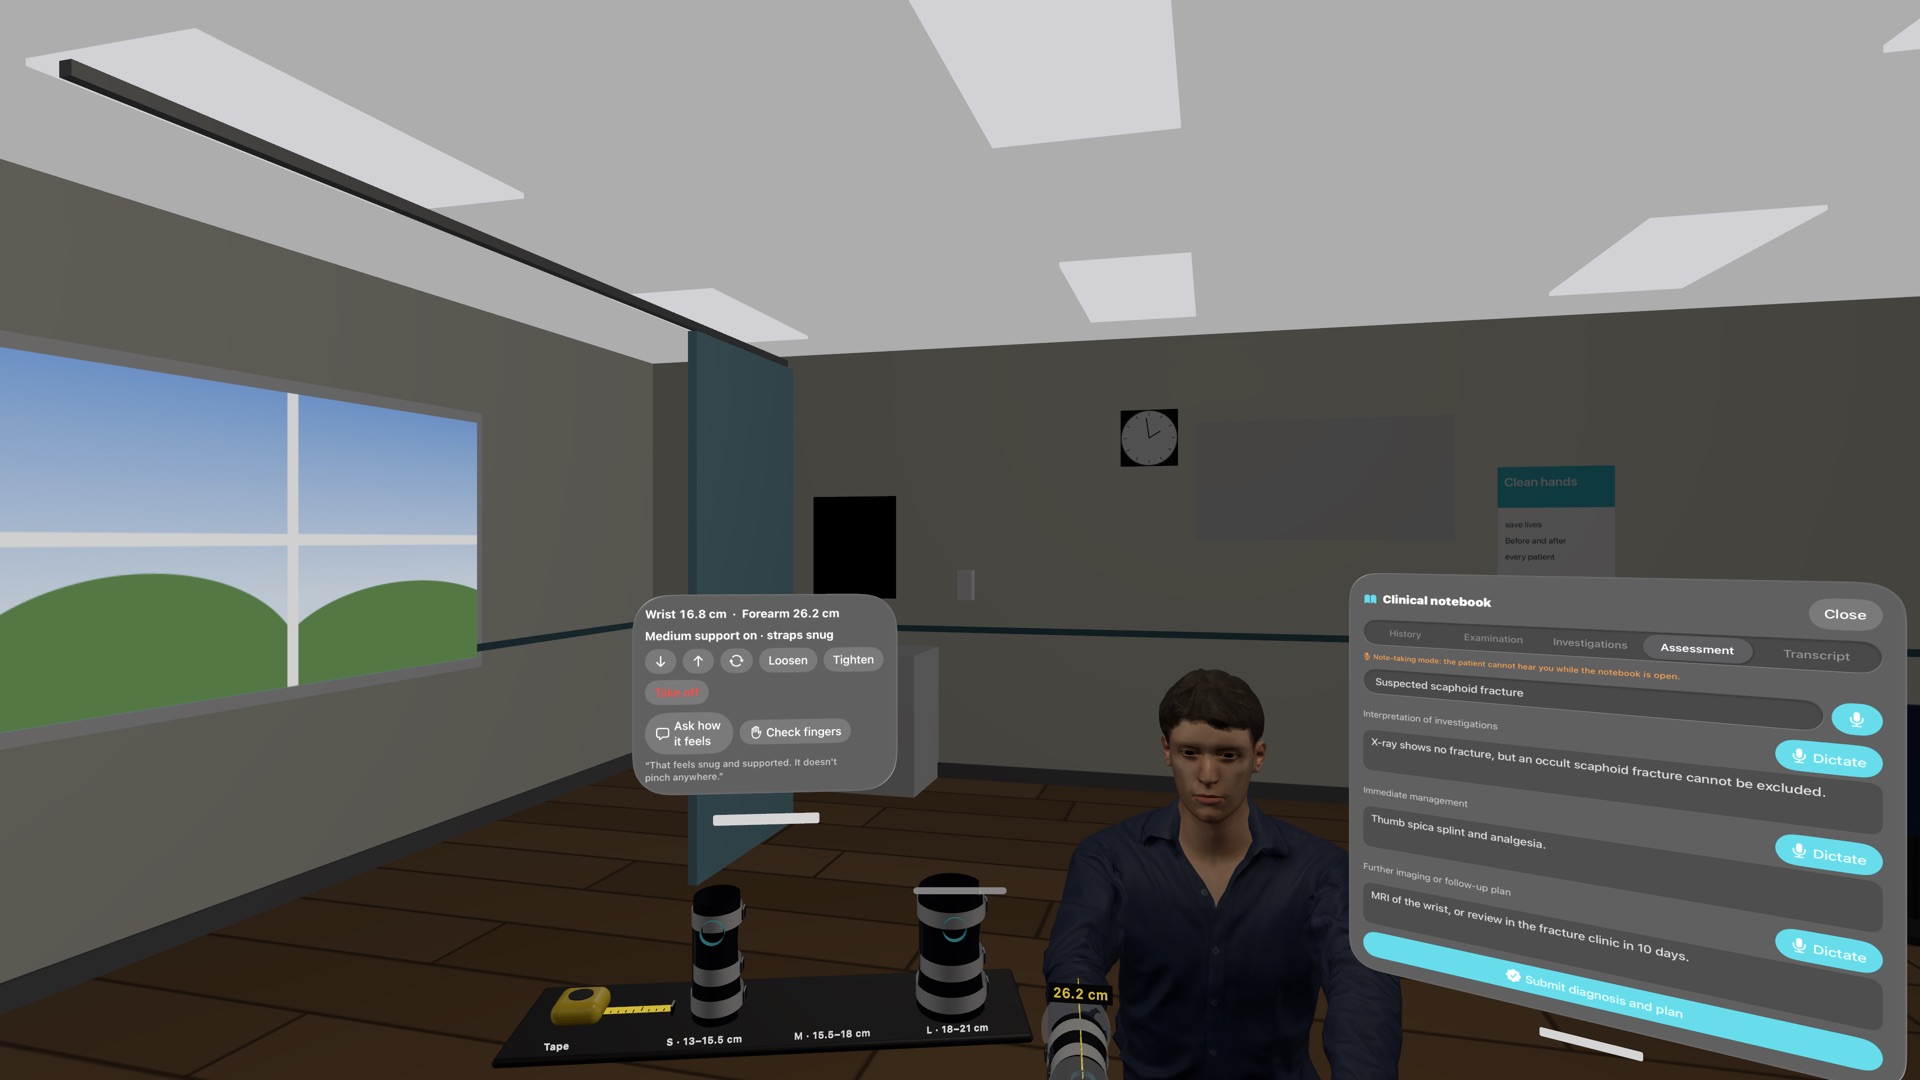 Clean hands
save lives
Before and after
every patient
Wrist 16.8 cm · Forearm 26.2 cm
Medium support on · straps snug
Loosen
Tighten
Take off
Ask how
it feels
Check fingers
"That feels snug and supported. It doesn't
pinch anywhere."
Clinical notebook
Close
History
Examination
Investigations
Assessment
Transcript
Note-taking mode: the patient cannot hear you while the notebook is open.
Suspected scaphoid fracture
Interpretation of investigations
X-ray shows no fracture, but an occult scaphoid fracture cannot be excluded.
Dictate
Immediate management
Thumb spica splint and analgesia.
Dictate
Further imaging or follow-up plan
MRI of the wrist, or review in the fracture clinic in 10 days.
Dictate
Submit diagnosis and plan
26.2 cm
Tape
S · 13–15.5 cm
M · 15.5–18 cm
L · 18–21 cm